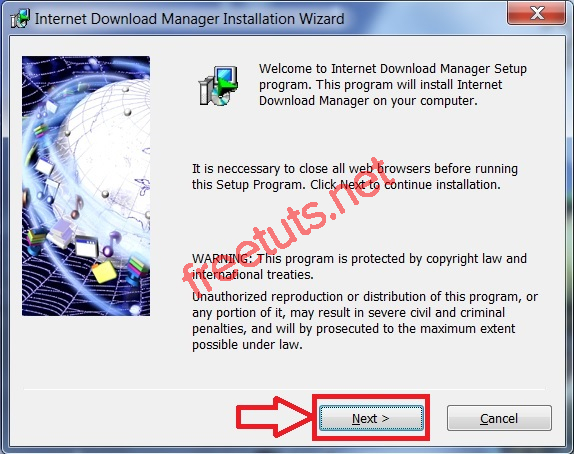 Internet Download Manager Installation Wizard
Welcome to Internet Download Manager Setup
program. This program will install Internet
Download Manager on your computer.
It is neccessary to close all web browsers before running
this Setup Program. Click Next to continue installation.
freetuts.net
WARNING: This program is protected by copyright law and
international treaties.
Unauthorized reproduction or distribution of this program, or
any portion of it, may result in severe civil and criminal
penalties, and will by prosecuted to the maximum extent
possible under law.
Next >
Cancel